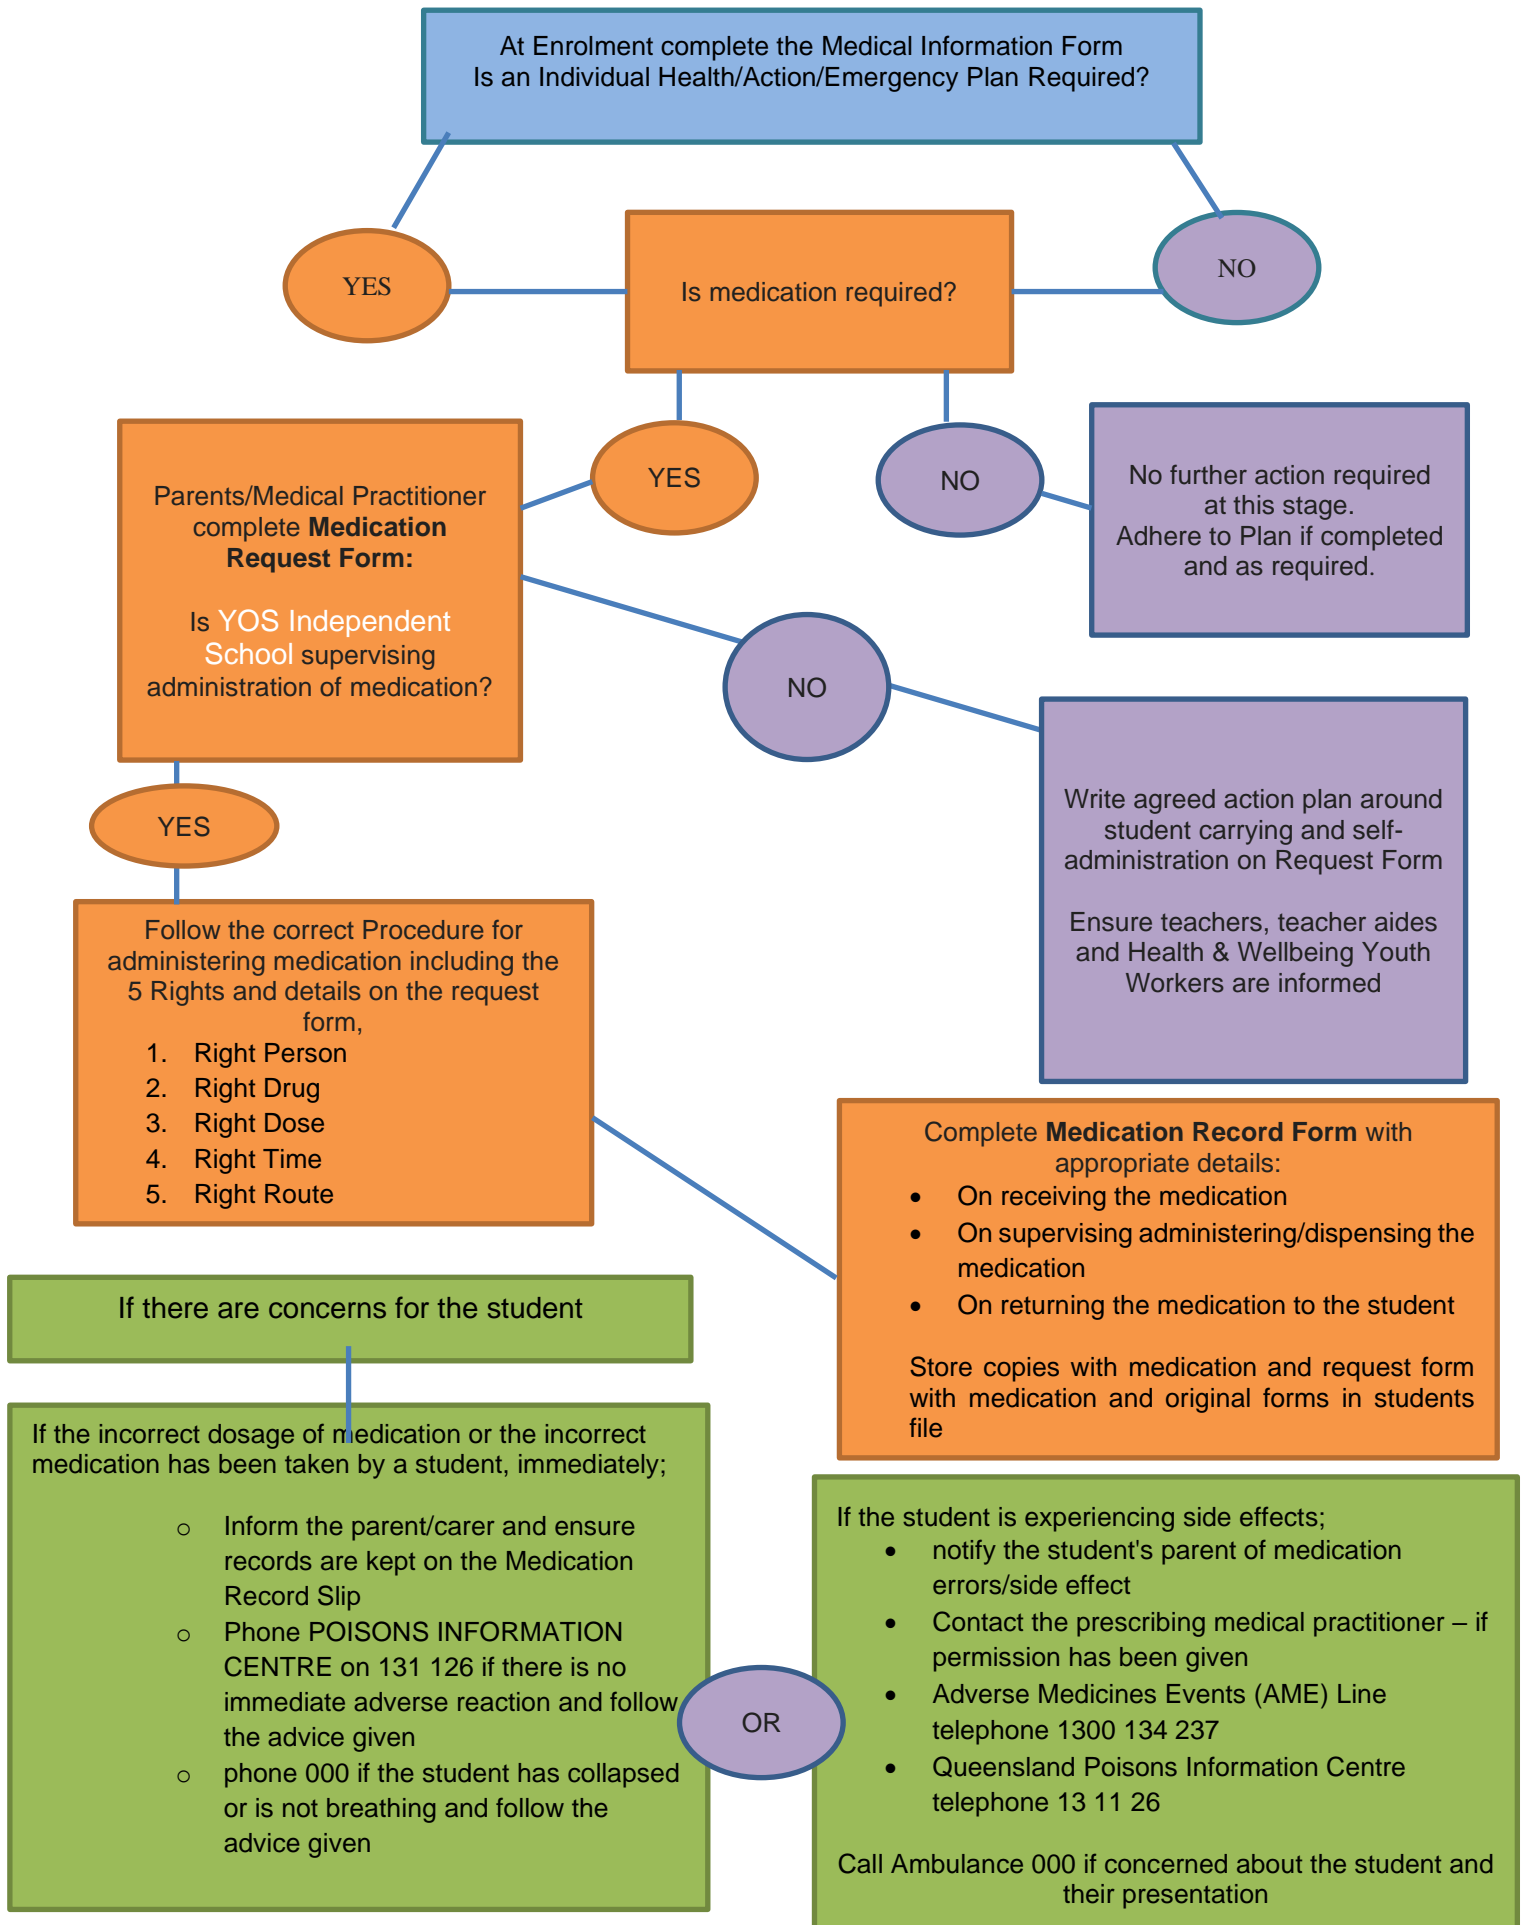 At Enrolment complete the Medical Information Form
Is an Individual Health/Action/Emergency Plan Required?
YES
Is medication required?
NO
YES
NO
No further action required
at this stage.
Adhere to Plan if completed
and as required.
Parents/Medical Practitioner
complete Medication
Request Form:
Is YOS Independent
School supervising
administration of medication?
NO
YES
Write agreed action plan around
student carrying and self-
administration on Request Form
Ensure teachers, teacher aides
and Health & Wellbeing Youth
Workers are informed
Follow the correct Procedure for
administering medication including the
5 Rights and details on the request
form,
1. Right Person
2. Right Drug
3. Right Dose
4. Right Time
5. Right Route
Complete Medication Record Form with
appropriate details:
• On receiving the medication
• On supervising administering/dispensing the
medication
• On returning the medication to the student
Store copies with medication and request form
with medication and original forms in students
file
If there are concerns for the student
If the incorrect dosage of medication or the incorrect
medication has been taken by a student, immediately;
o Inform the parent/carer and ensure
records are kept on the Medication
Record Slip
o Phone POISONS INFORMATION
CENTRE on 131 126 if there is no
immediate adverse reaction and follow
the advice given
o phone 000 if the student has collapsed
or is not breathing and follow the
advice given
OR
If the student is experiencing side effects;
• notify the student's parent of medication
errors/side effect
• Contact the prescribing medical practitioner – if
permission has been given
• Adverse Medicines Events (AME) Line
telephone 1300 134 237
• Queensland Poisons Information Centre
telephone 13 11 26
Call Ambulance 000 if concerned about the student and
their presentation